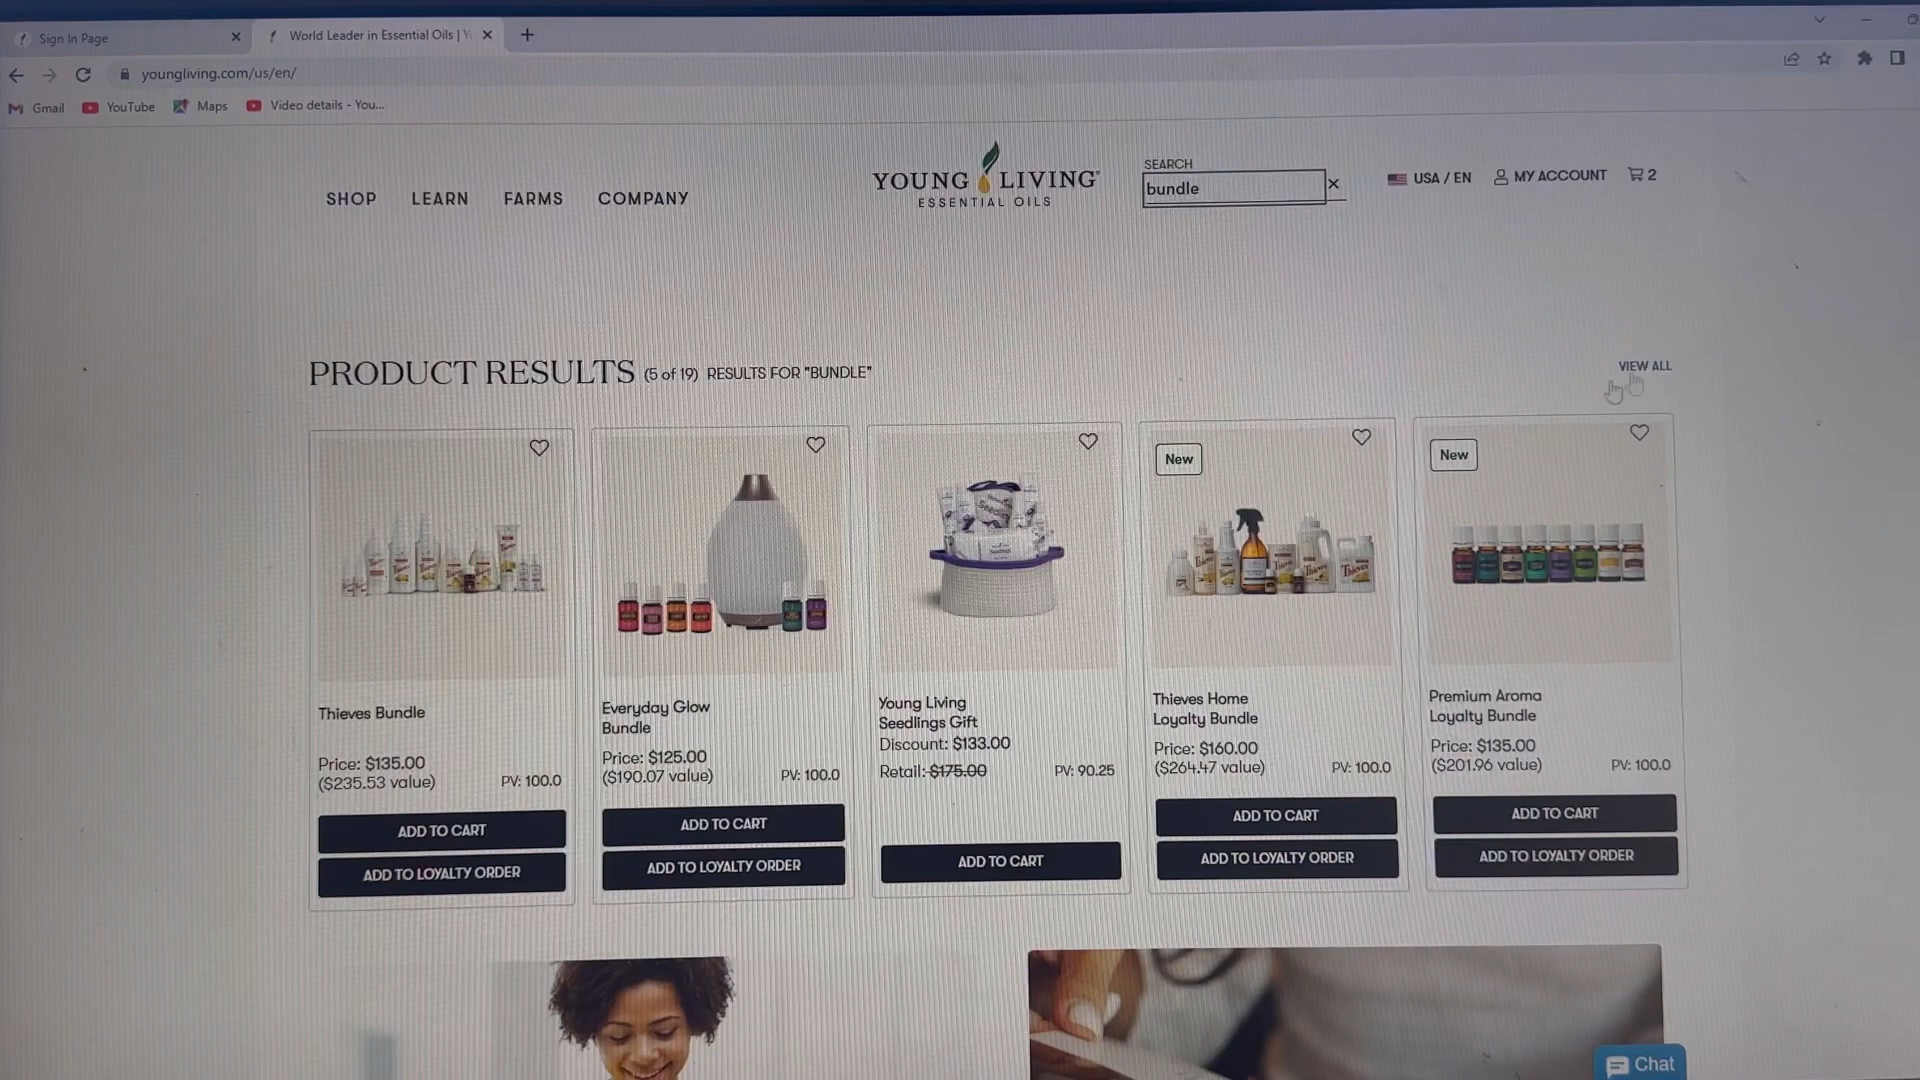 Sign In Page
World Leader in Essential Oils | Y
youngliving.com/us/en/
Gmail
YouTube
Maps
Video details - You...
SHOP
LEARN
FARMS
COMPANY
YOUNG LIVING
ESSENTIAL OILS
SEARCH
bundle
USA / EN
MY ACCOUNT
2
PRODUCT RESULTS (5 of 19) RESULTS FOR "BUNDLE"
VIEW ALL
Thieves Bundle
Price: $135.00
($235.53 value)
PV: 100.0
ADD TO CART
ADD TO LOYALTY ORDER
Everyday Glow
Bundle
Price: $125.00
($190.07 value)
PV: 100.0
ADD TO CART
ADD TO LOYALTY ORDER
Seedlings
Young Living
Seedlings Gift
Discount: $133.00
Retail: $175.00
PV: 90.25
ADD TO CART
New
Thieves
Thieves Home
Loyalty Bundle
Price: $160.00
($264.47 value)
PV: 100.0
ADD TO CART
ADD TO LOYALTY ORDER
New
Premium Aroma
Loyalty Bundle
Price: $135.00
($201.96 value)
PV: 100.0
ADD TO CART
ADD TO LOYALTY ORDER
Chat